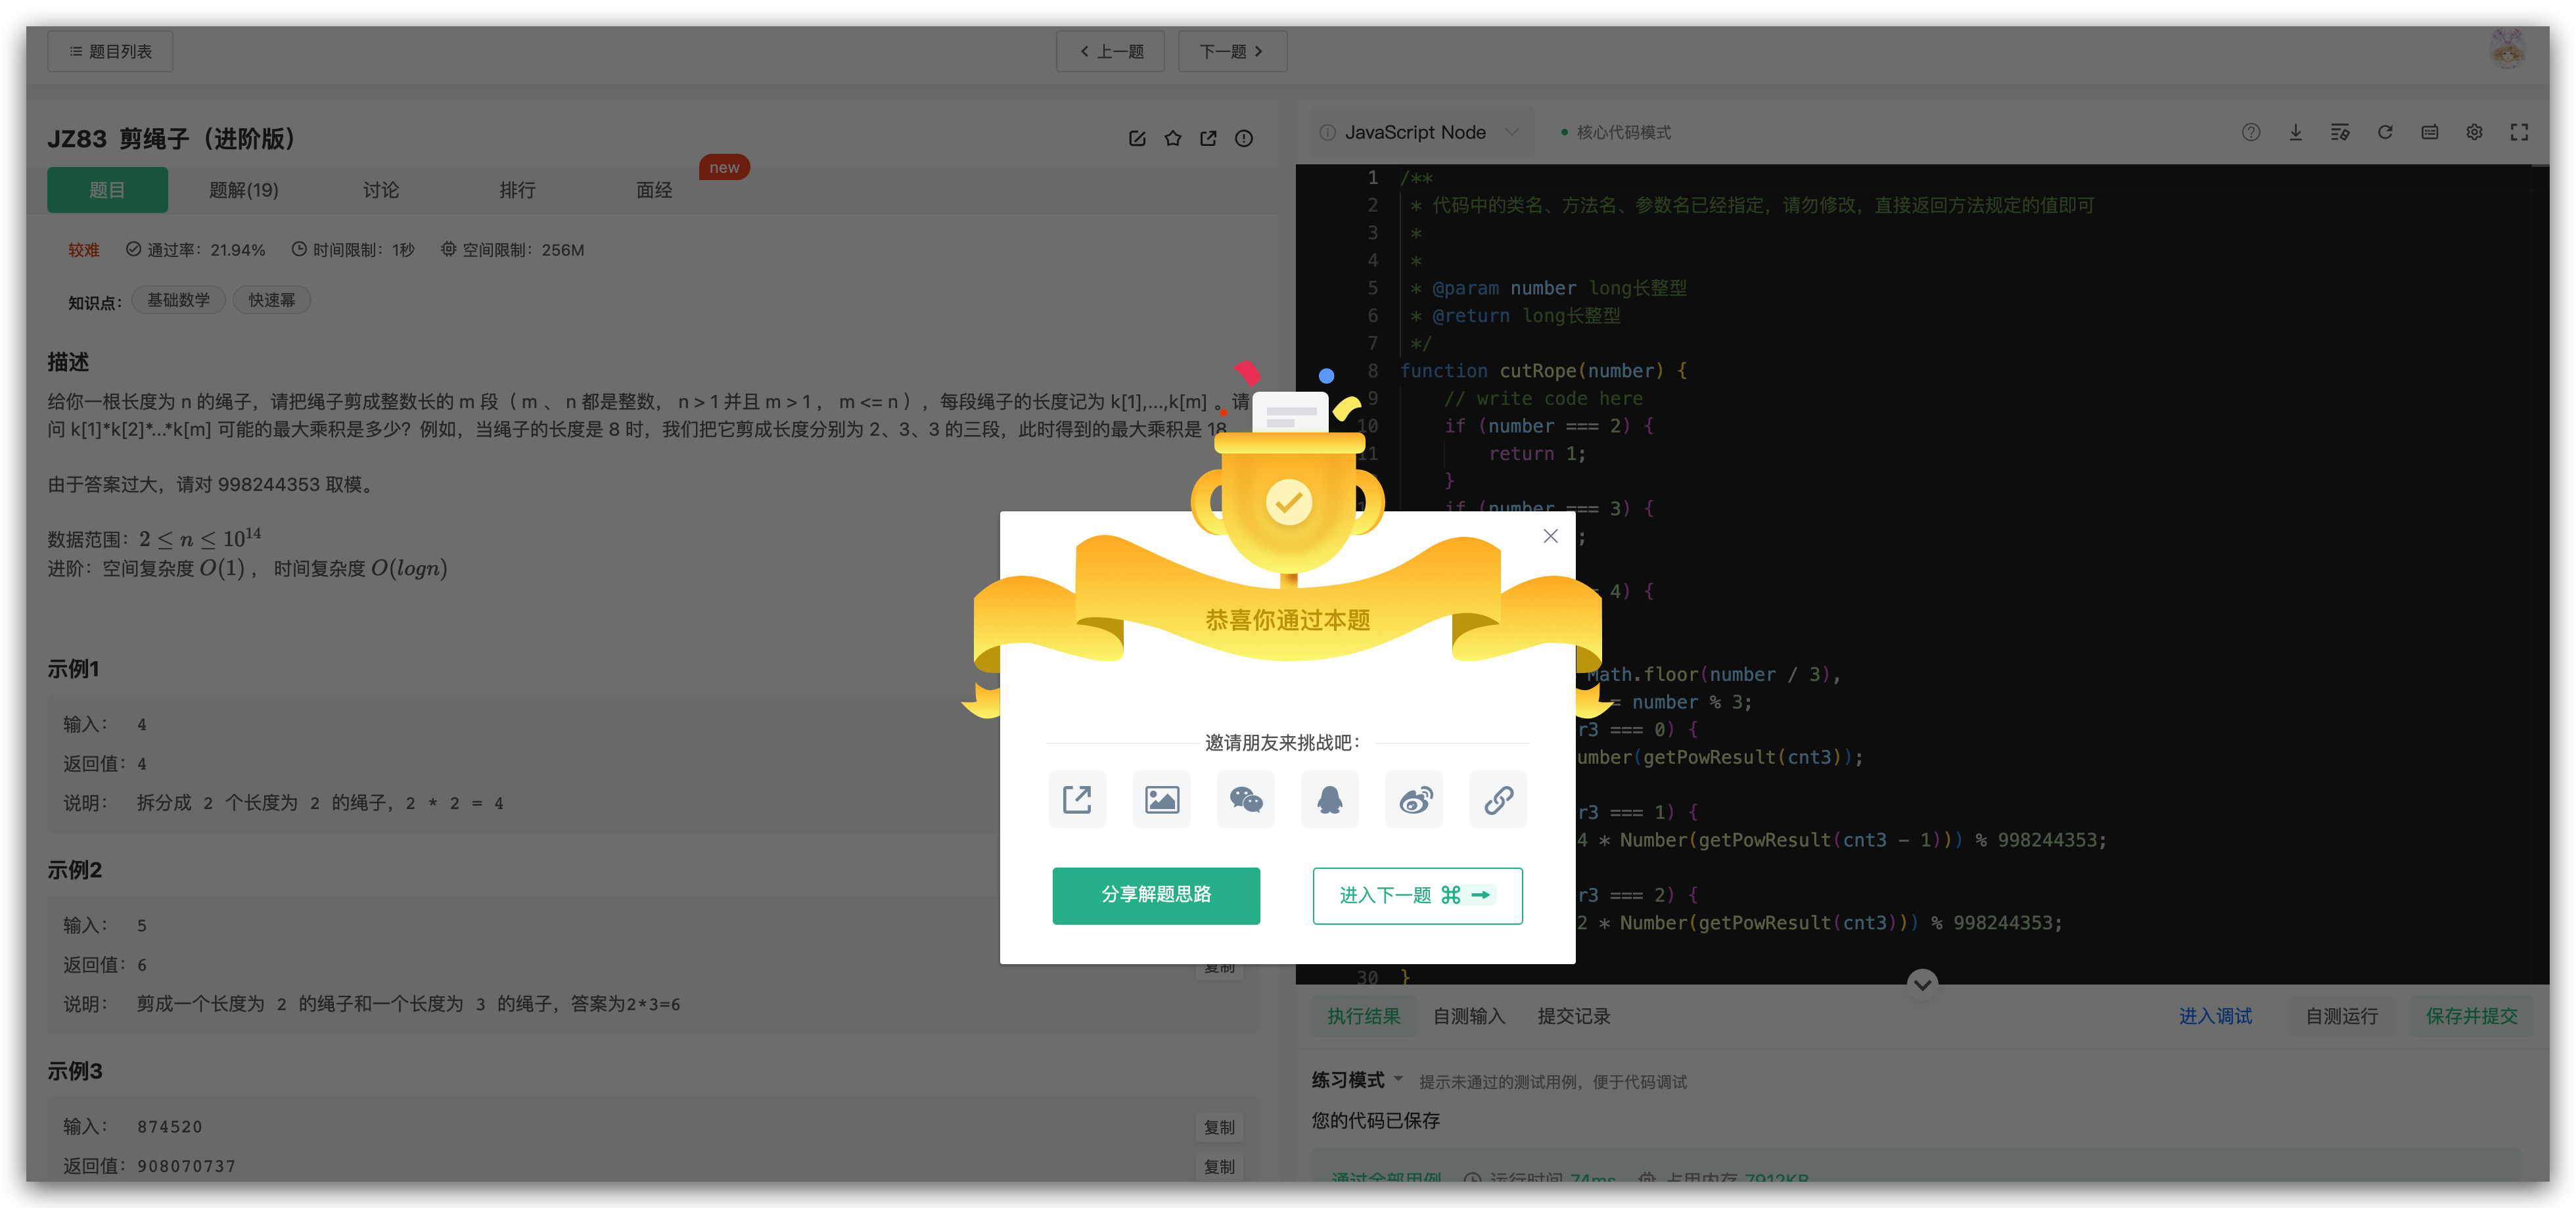 题目列表
上一题
下一题
JZ83 剪绳子（进阶版）
题目
题解(19)
讨论
排行
面经
new
较难 通过率：21.94% 时间限制：1秒 空间限制：256M
知识点： 基础数学 快速幂
描述
给你一根长度为 n 的绳子，请把绳子剪成整数长的 m 段（ m 、 n 都是整数， n > 1 并且 m > 1 ， m <= n ），每段绳子的长度记为 k[1],...,k[m] 。请
问 k[1]*k[2]*...*k[m] 可能的最大乘积是多少？例如，当绳子的长度是 8 时，我们把它剪成长度分别为 2、3、3 的三段，此时得到的最大乘积是 18
由于答案过大，请对 998244353 取模。
数据范围：2 ≤ n ≤ 10^14
进阶：空间复杂度 O(1) ， 时间复杂度 O(logn)
示例1
输入： 4
返回值： 4
说明： 拆分成 2 个长度为 2 的绳子，2 * 2 = 4
示例2
输入： 5
返回值： 6
复制
说明： 剪成一个长度为 2 的绳子和一个长度为 3 的绳子，答案为2*3=6
示例3
输入： 874520
复制
返回值： 908070737
复制
JavaScript Node
核心代码模式
1 /**
2 * 代码中的类名、方法名、参数名已经指定，请勿修改，直接返回方法规定的值即可
3 *
4 *
5 * @param number long长整型
6 * @return long长整型
7 */
8 function cutRope(number) {
9 // write code here
10 if (number === 2) {
11 return 1;
}
if (number === 3) {
;
4) {
Math.floor(number / 3),
= number % 3;
r3 === 0) {
umber(getPowResult(cnt3));
r3 === 1) {
4 * Number(getPowResult(cnt3 - 1))) % 998244353;
r3 === 2) {
2 * Number(getPowResult(cnt3))) % 998244353;
30 }
恭喜你通过本题
邀请朋友来挑战吧：
分享解题思路
进入下一题 ⌘ →
执行结果
自测输入
提交记录
进入调试
自测运行
保存并提交
练习模式 提示未通过的测试用例，便于代码调试
您的代码已保存
通过全部用例 运行时间 74ms 占用内存 7912KB